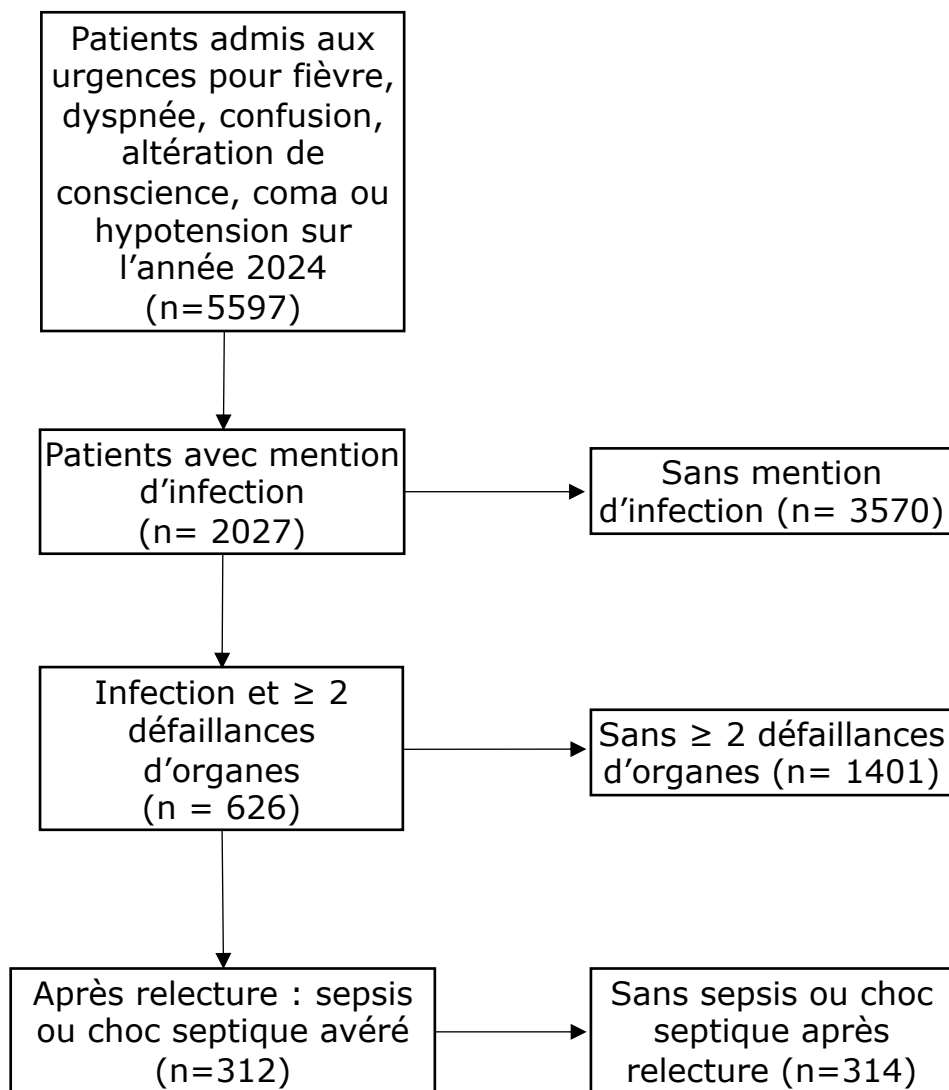 Patients admis aux
urgences pour fièvre,
dyspnée, confusion,
altération de
conscience, coma ou
hypotension sur
l’année 2024
(n=5597)
Patients avec mention
d’infection
(n= 2027)
Sans mention
d’infection (n= 3570)
Infection et ≥ 2
défaillances
d’organes
(n = 626)
Sans ≥ 2 défaillances
d’organes (n= 1401)
Après relecture : sepsis
ou choc septique avéré
(n=312)
Sans sepsis ou choc
septique après
relecture (n=314)